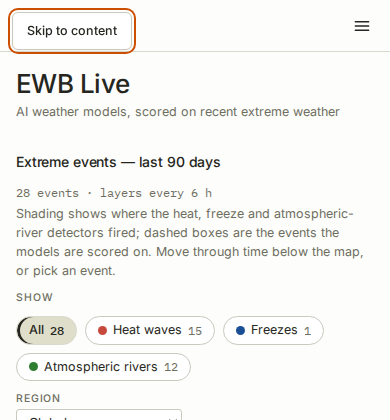 Skip to content
EWB Live
AI weather models, scored on recent extreme weather
Extreme events — last 90 days
28 events · layers every 6 h
Shading shows where the heat, freeze and atmospheric-
river detectors fired; dashed boxes are the events the
models are scored on. Move through time below the map,
or pick an event.
SHOW
All 28
Heat waves 15
Freezes 1
Atmospheric rivers 12
REGION